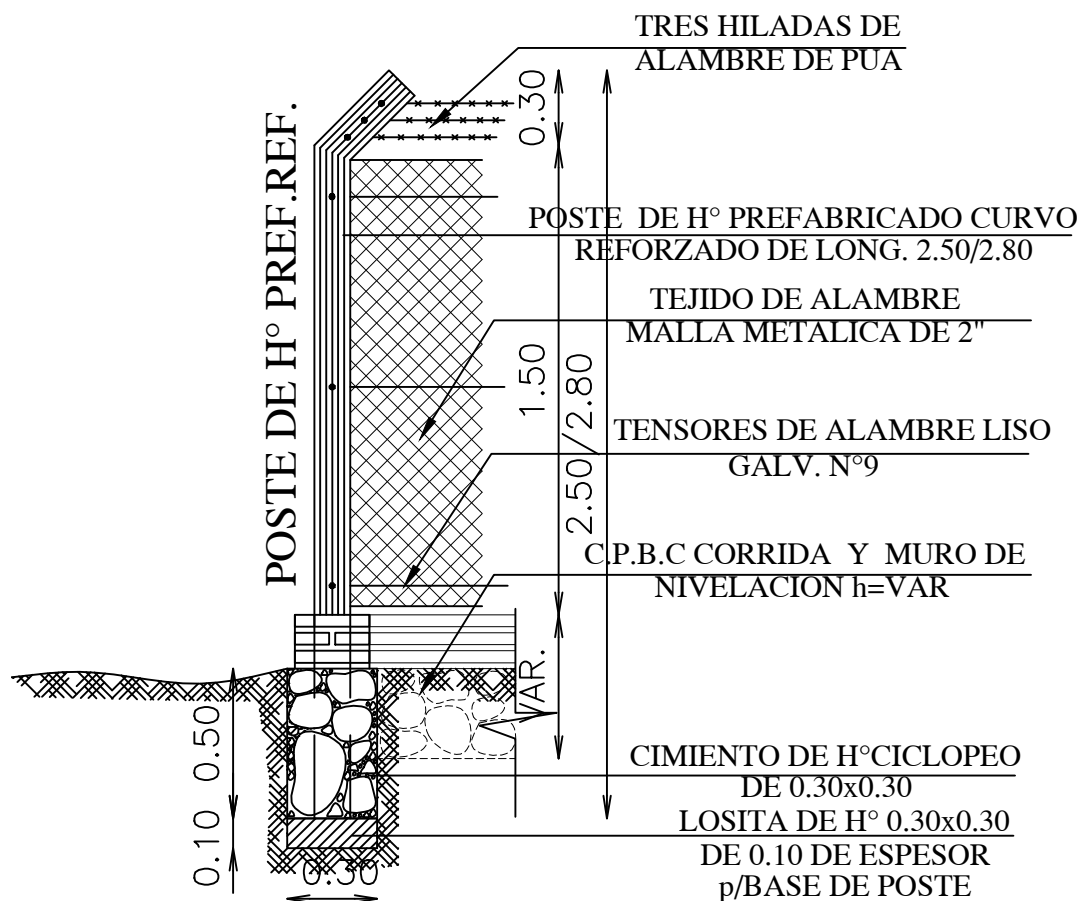 TRES HILADAS DE
ALAMBRE DE PUA
0.30
POSTE DE H° PREF.REF.
POSTE DE H° PREFABRICADO CURVO
REFORZADO DE LONG. 2.50/2.80
TEJIDO DE ALAMBRE
MALLA METALICA DE 2"
1.50
2.50/2.80
TENSORES DE ALAMBRE LISO
GALV. N°9
C.P.B.C CORRIDA Y MURO DE
NIVELACION h=VAR
VAR.
0.50
CIMIENTO DE H°CICLOPEO
DE 0.30x0.30
LOSITA DE H° 0.30x0.30
DE 0.10 DE ESPESOR
p/BASE DE POSTE
0.10
0.30